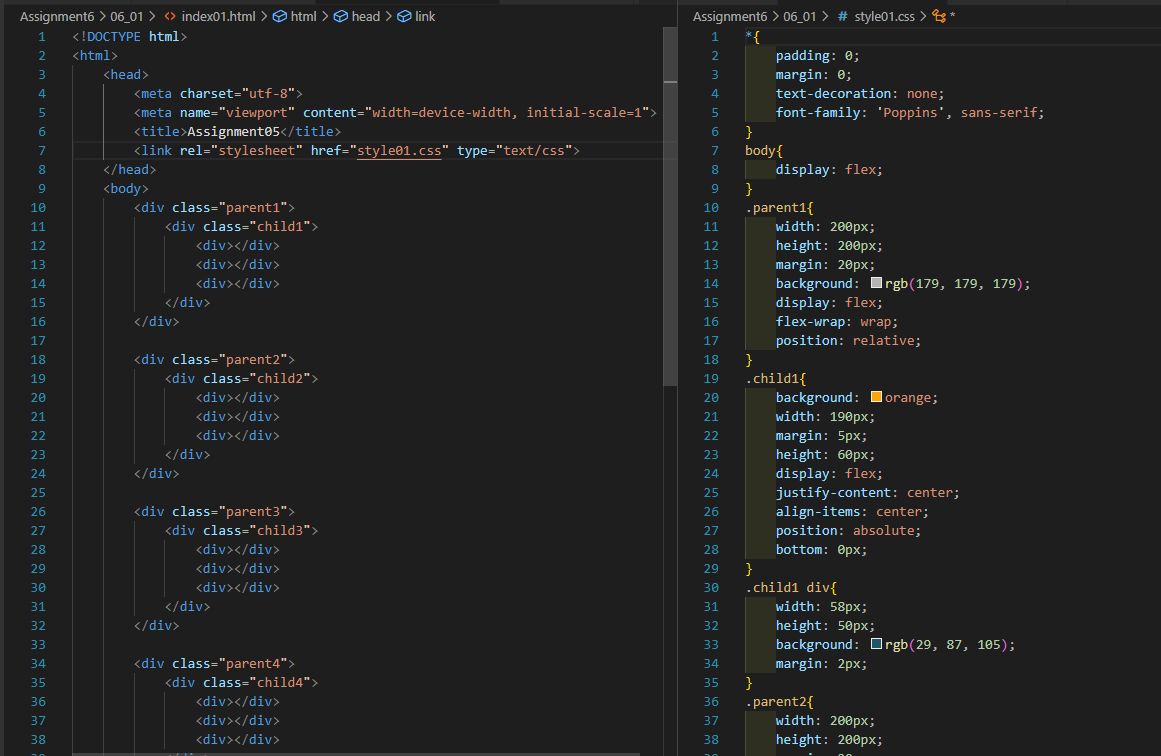 Assignment6 > 06_01 > <> index01.html > html > head > link
1 <!DOCTYPE html>
2 <html>
3     <head>
4         <meta charset="utf-8">
5         <meta name="viewport" content="width=device-width, initial-scale=1">
6         <title>Assignment05</title>
7         <link rel="stylesheet" href="style01.css" type="text/css">
8     </head>
9     <body>
10         <div class="parent1">
11             <div class="child1">
12                 <div></div>
13                 <div></div>
14                 <div></div>
15             </div>
16         </div>
17
18         <div class="parent2">
19             <div class="child2">
20                 <div></div>
21                 <div></div>
22                 <div></div>
23             </div>
24         </div>
25
26         <div class="parent3">
27             <div class="child3">
28                 <div></div>
29                 <div></div>
30                 <div></div>
31             </div>
32         </div>
33
34         <div class="parent4">
35             <div class="child4">
36                 <div></div>
37                 <div></div>
38                 <div></div>
Assignment6 > 06_01 > # style01.css > *
1 *{
2     padding: 0;
3     margin: 0;
4     text-decoration: none;
5     font-family: 'Poppins', sans-serif;
6 }
7 body{
8     display: flex;
9 }
10 .parent1{
11     width: 200px;
12     height: 200px;
13     margin: 20px;
14     background: rgb(179, 179, 179);
15     display: flex;
16     flex-wrap: wrap;
17     position: relative;
18 }
19 .child1{
20     background: orange;
21     width: 190px;
22     margin: 5px;
23     height: 60px;
24     display: flex;
25     justify-content: center;
26     align-items: center;
27     position: absolute;
28     bottom: 0px;
29 }
30 .child1 div{
31     width: 58px;
32     height: 50px;
33     background: rgb(29, 87, 105);
34     margin: 2px;
35 }
36 .parent2{
37     width: 200px;
38     height: 200px;